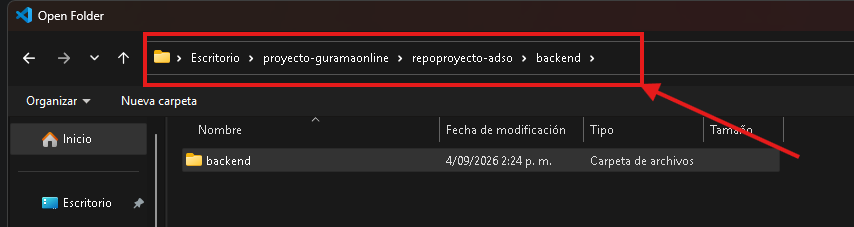 Open Folder
Escritorio > proyecto-guramaonline > repoproyecto-adso > backend >
Organizar Nueva carpeta
Nombre Fecha de modificación Tipo Tamaño
Inicio
backend 4/09/2026 2:24 p. m. Carpeta de archivos
Escritorio